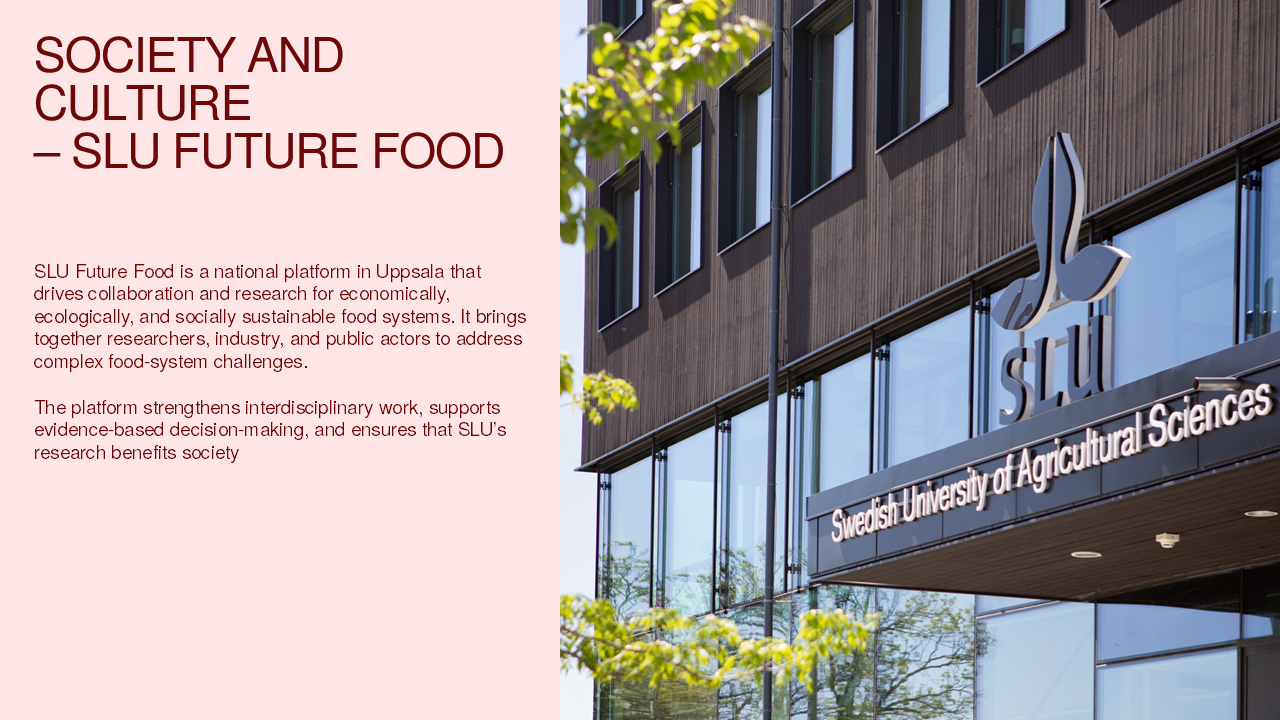 SOCIETY AND
CULTURE
– SLU FUTURE FOOD
SLU Future Food is a national platform in Uppsala that
drives collaboration and research for economically,
ecologically, and socially sustainable food systems. It brings
together researchers, industry, and public actors to address
complex food-system challenges.
The platform strengthens interdisciplinary work, supports
evidence-based decision-making, and ensures that SLU's
research benefits society
SLU
Swedish University of Agricultural Sciences